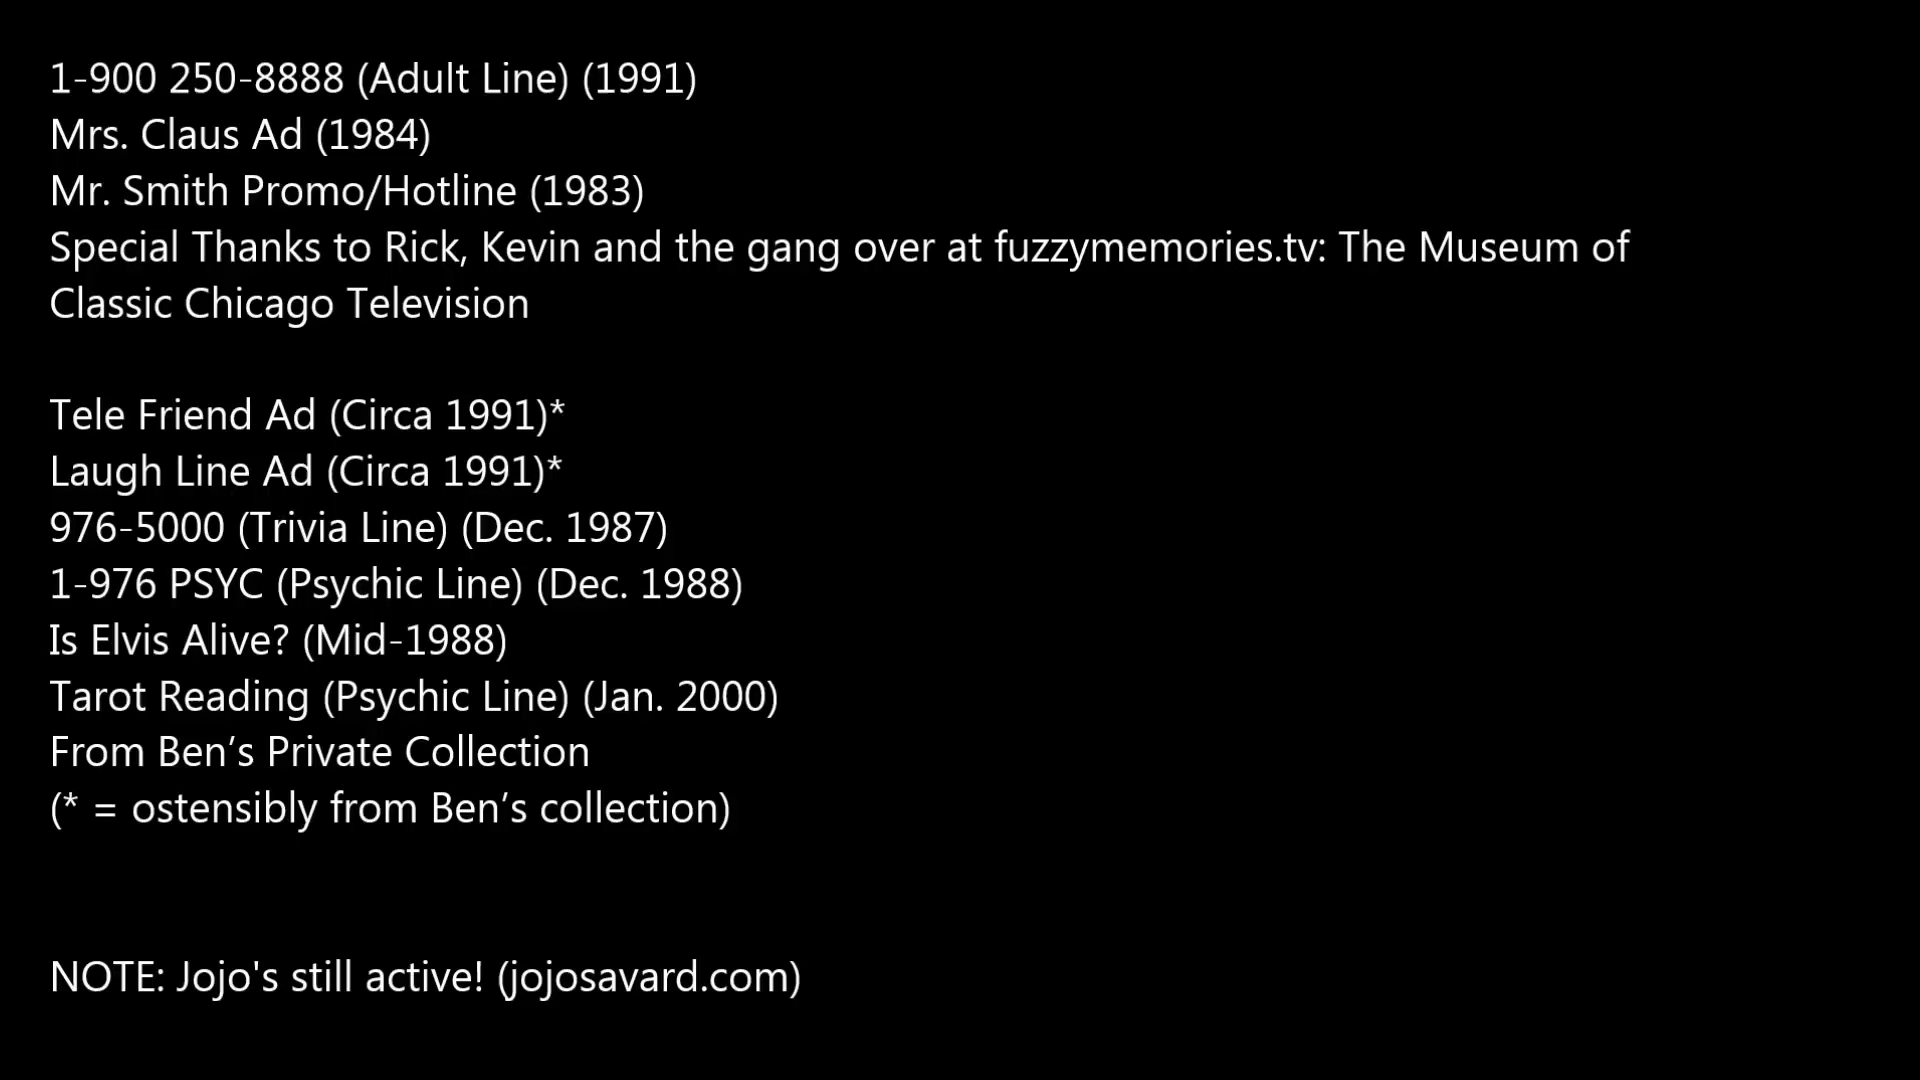 1-900 250-8888 (Adult Line) (1991)
Mrs. Claus Ad (1984)
Mr. Smith Promo/Hotline (1983)
Special Thanks to Rick, Kevin and the gang over at fuzzymemories.tv: The Museum of
Classic Chicago Television
Tele Friend Ad (Circa 1991)*
Laugh Line Ad (Circa 1991)*
976-5000 (Trivia Line) (Dec. 1987)
1-976 PSYC (Psychic Line) (Dec. 1988)
Is Elvis Alive? (Mid-1988)
Tarot Reading (Psychic Line) (Jan. 2000)
From Ben’s Private Collection
(* = ostensibly from Ben’s collection)
NOTE: Jojo's still active! (jojosavard.com)